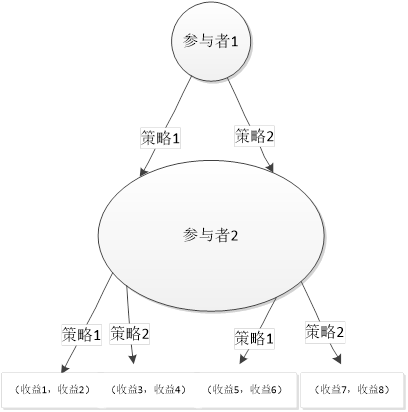 参与者1
策略1
策略2
参与者2
策略1
策略2
策略1
策略2
（收益1，收益2）
（收益3，收益4）
（收益5，收益6）
（收益7，收益8）